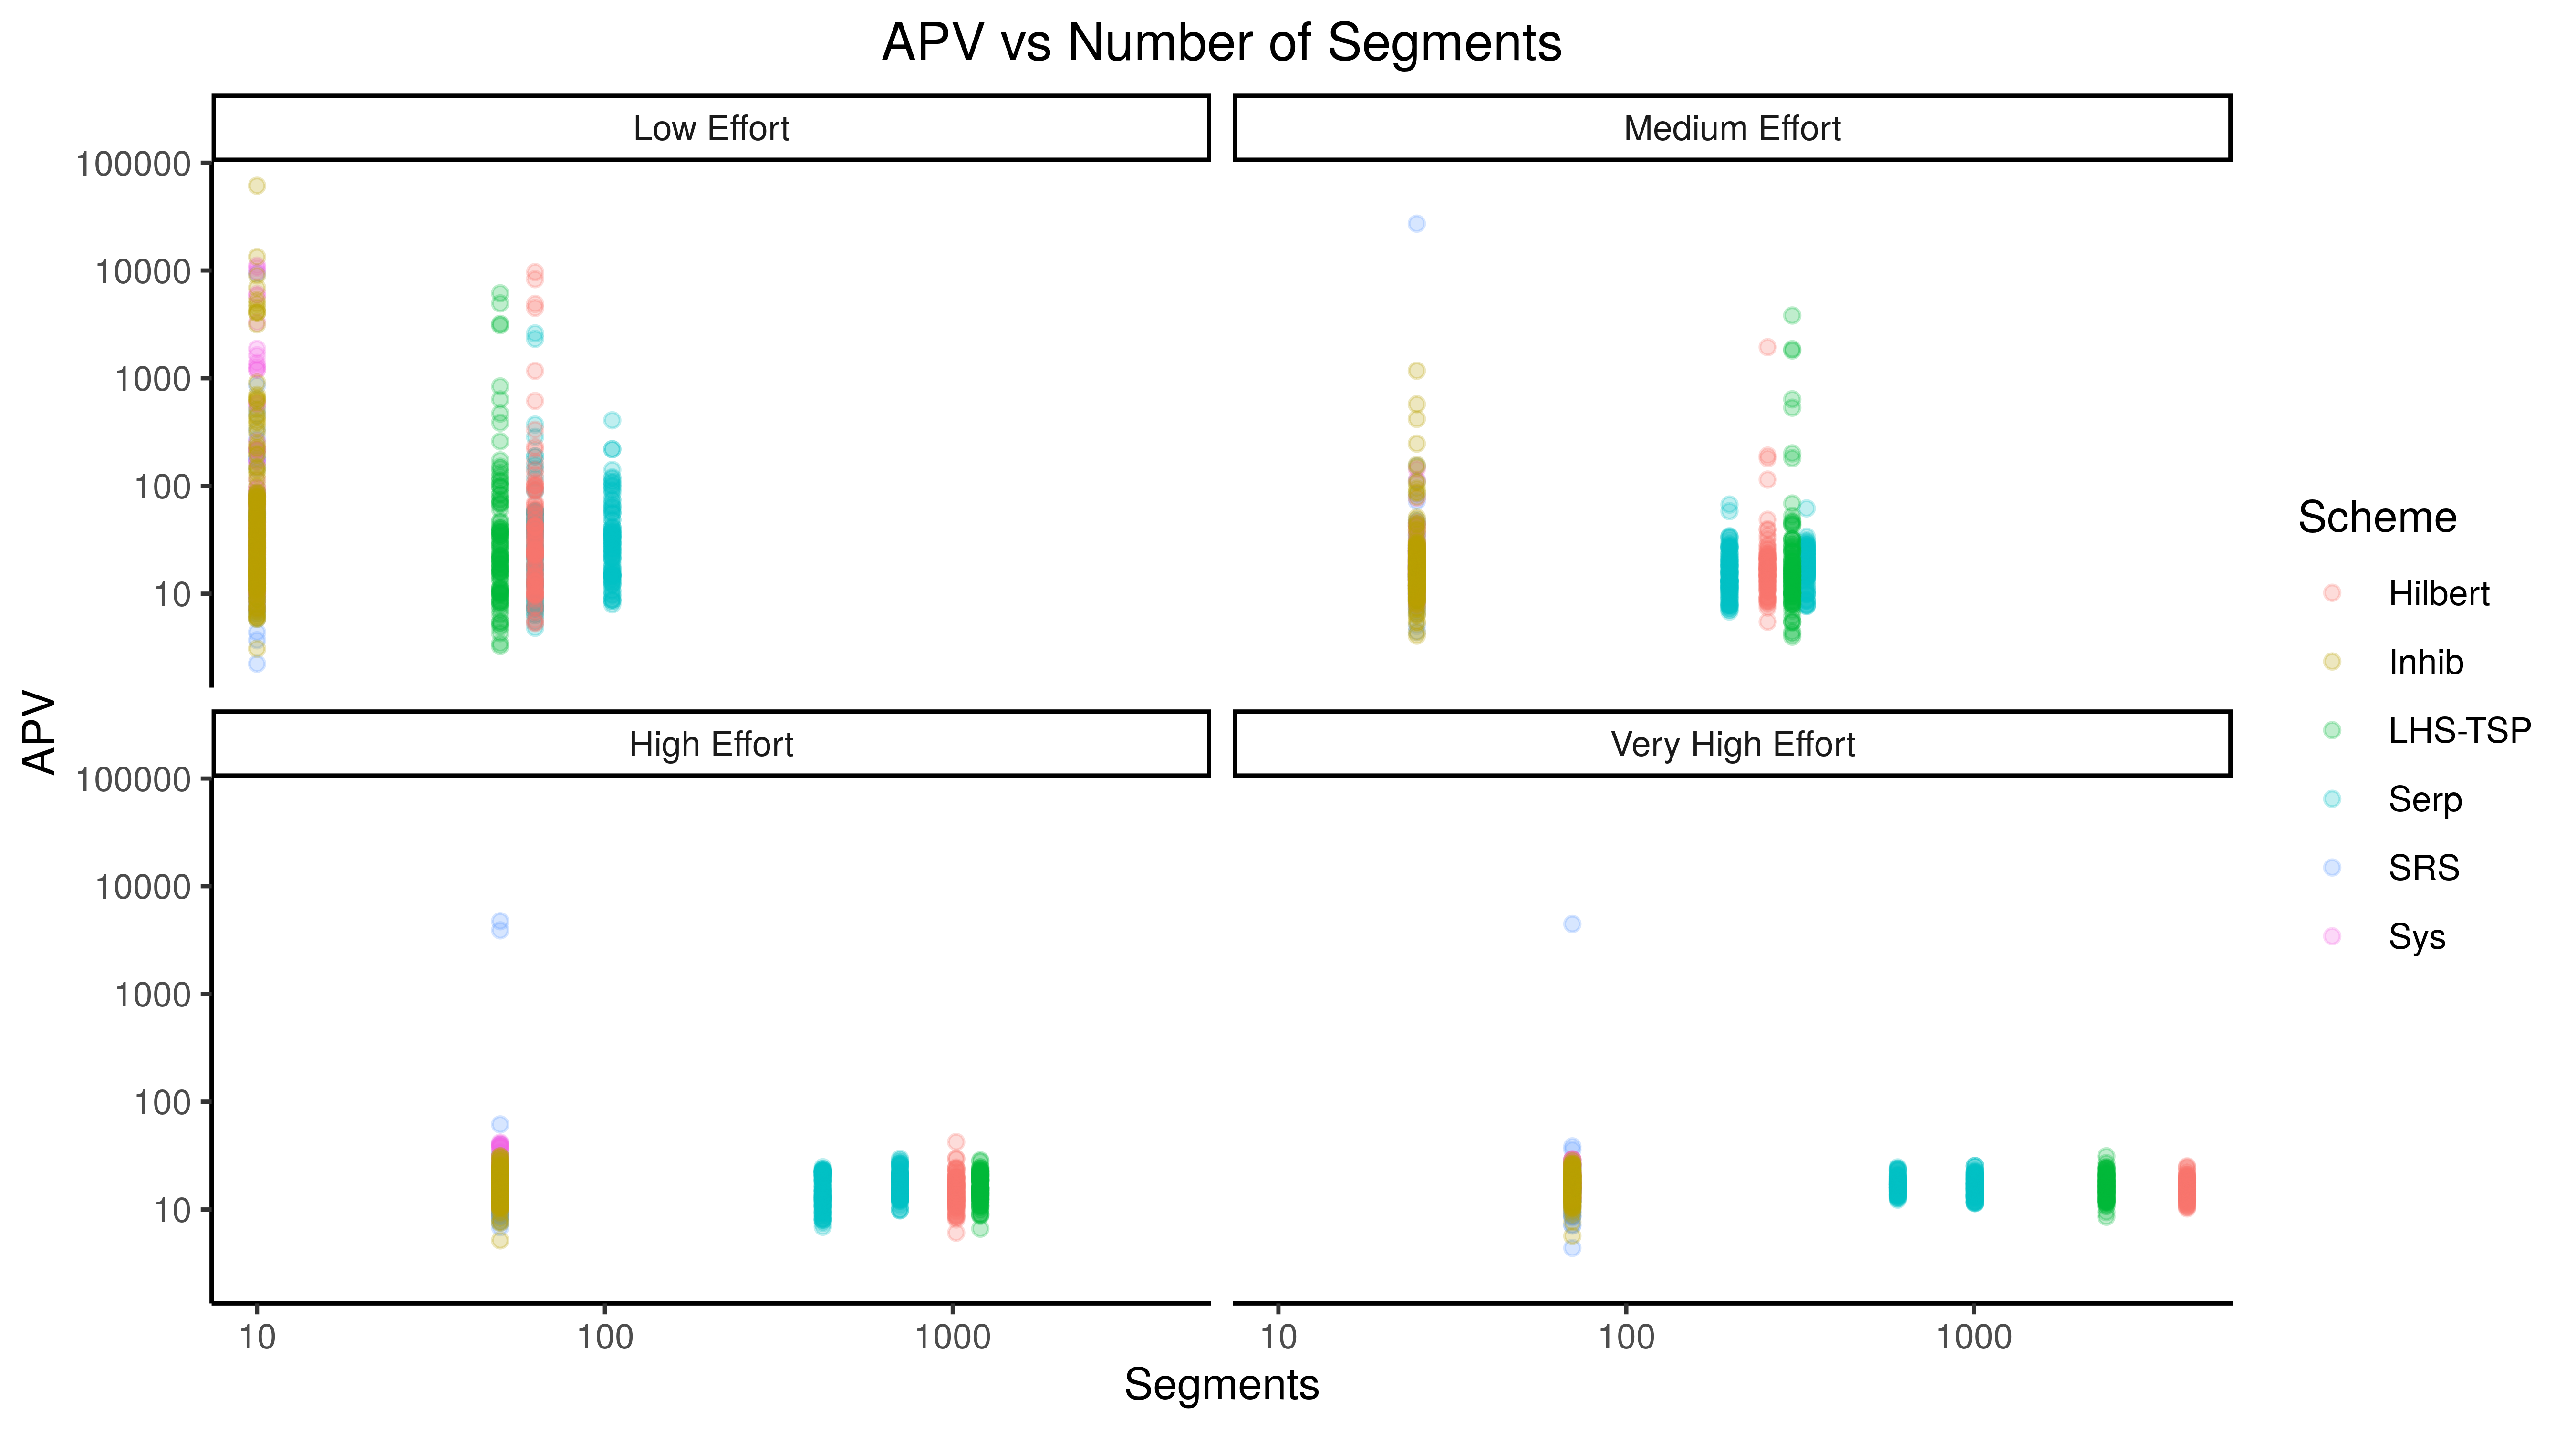 APV vs Number of Segments
Low Effort
Medium Effort
100000
10000
1000
100
10
High Effort
Very High Effort
100000
10000
1000
100
10
APV
10 100 1000
10 100 1000
Segments
Scheme
Hilbert
Inhib
LHS-TSP
Serp
SRS
Sys